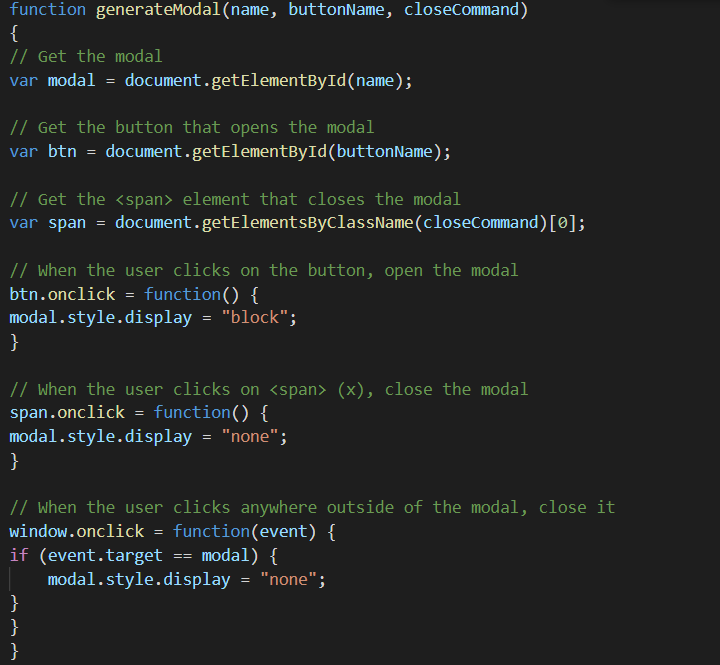 function generateModal(name, buttonName, closeCommand)
{
// Get the modal
var modal = document.getElementById(name);
// Get the button that opens the modal
var btn = document.getElementById(buttonName);
// Get the <span> element that closes the modal
var span = document.getElementsByClassName(closeCommand)[0];
// When the user clicks on the button, open the modal
btn.onclick = function() {
modal.style.display = "block";
}
// When the user clicks on <span> (x), close the modal
span.onclick = function() {
modal.style.display = "none";
}
// When the user clicks anywhere outside of the modal, close it
window.onclick = function(event) {
if (event.target == modal) {
    modal.style.display = "none";
}
}
}